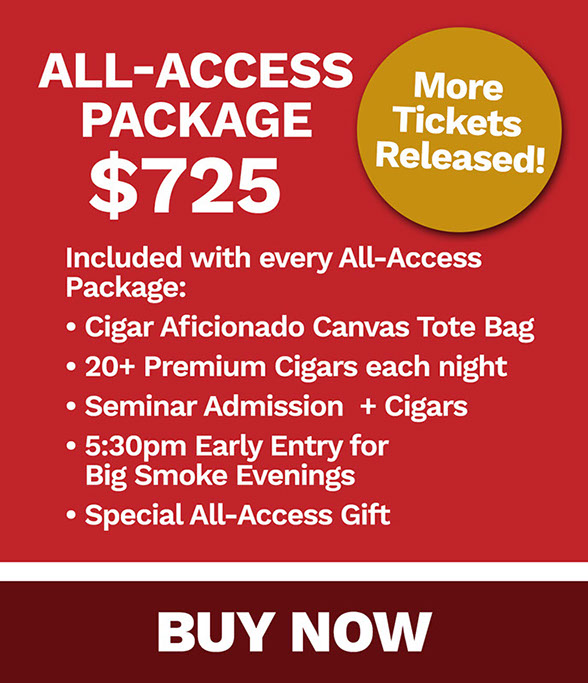 ALL-ACCESS
PACKAGE
$725
More
Tickets
Released!
Included with every All-Access
Package:
• Cigar Aficionado Canvas Tote Bag
• 20+ Premium Cigars each night
• Seminar Admission + Cigars
• 5:30pm Early Entry for
Big Smoke Evenings
• Special All-Access Gift
BUY NOW